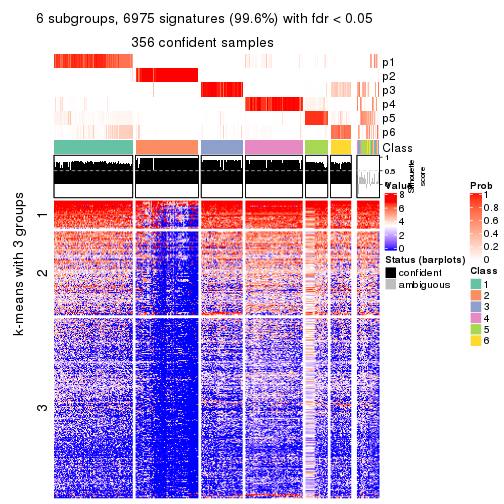 6 subgroups, 6975 signatures (99.6%) with fdr < 0.05
356 confident samples
p1
p2
p3
p4
p5
p6
Class
1
0.5
0
Silhouette
score
k-means with 3 groups
1
2
3
Value
8
6
4
2
0
Status (barplots)
confident
ambiguous
Prob
1
0.8
0.6
0.4
0.2
0
Class
1
2
3
4
5
6